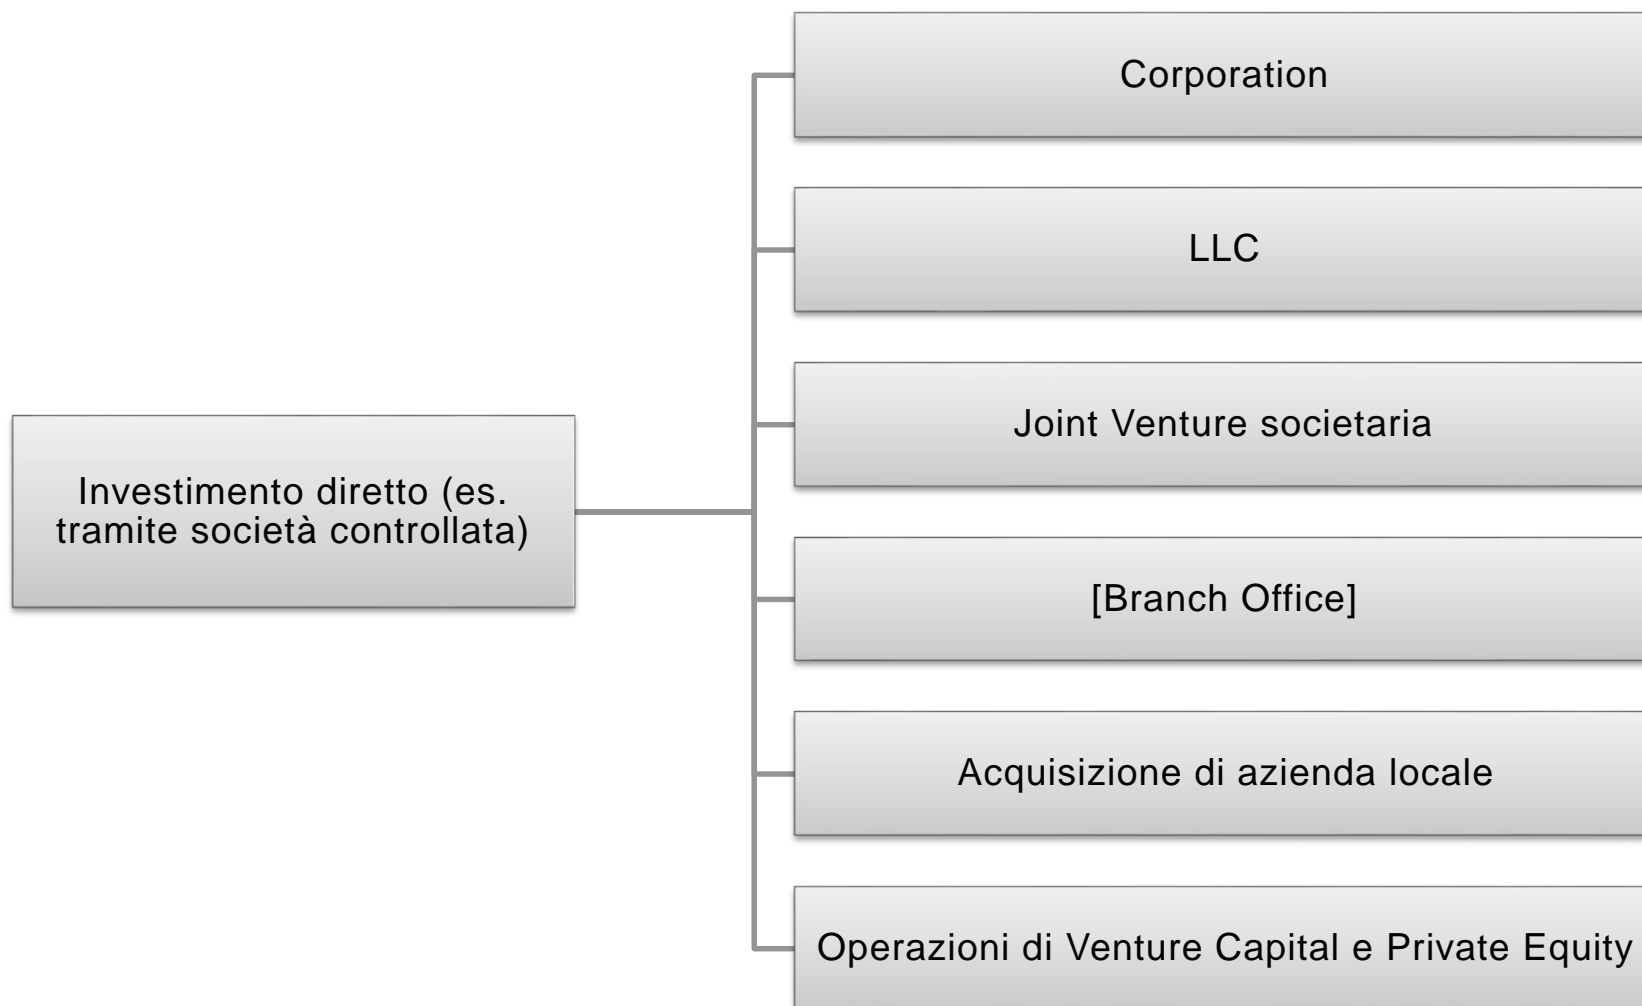 Corporation
LLC
Joint Venture societaria
Investimento diretto (es.
tramite società controllata)
[Branch Office]
Acquisizione di azienda locale
Operazioni di Venture Capital e Private Equity